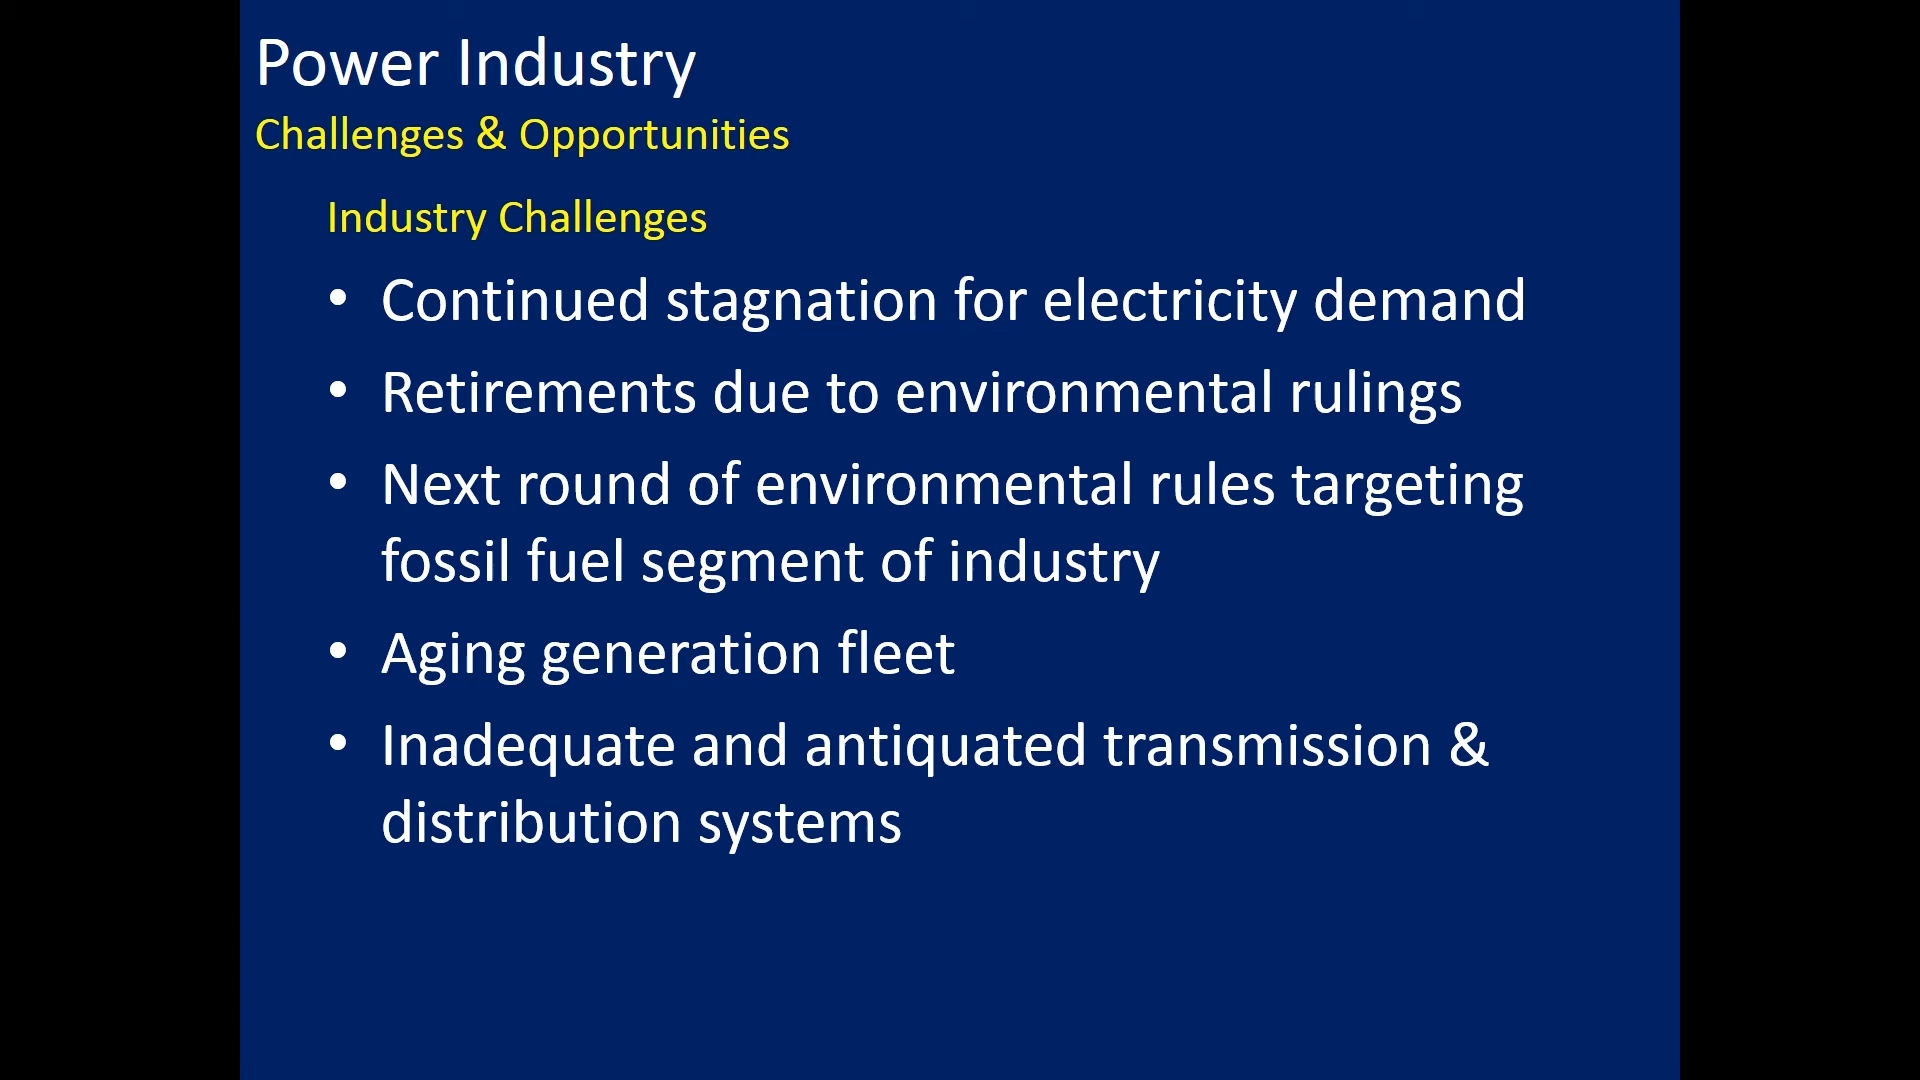 Power Industry
Challenges & Opportunities
Industry Challenges
• Continued stagnation for electricity demand
• Retirements due to environmental rulings
• Next round of environmental rules targeting
fossil fuel segment of industry
• Aging generation fleet
• Inadequate and antiquated transmission &
distribution systems